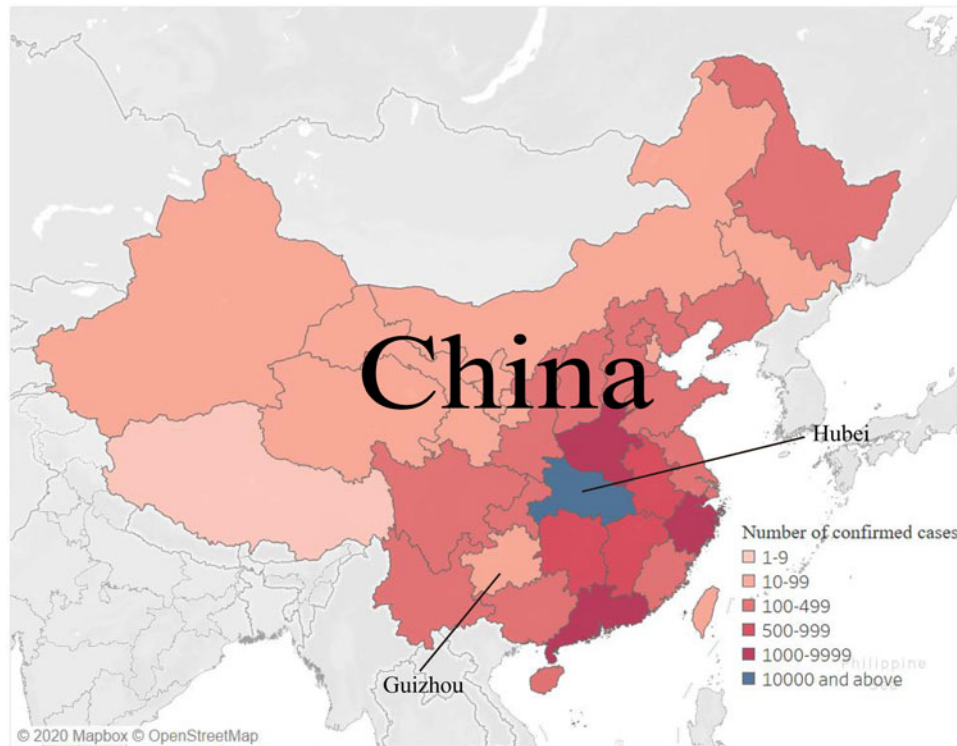 China
Hubei
Number of confirmed cases
1-9
10-99
100-499
500-999
1000-9999
10000 and above
Philippine
Guizhou
© 2020 Mapbox © OpenStreetMap